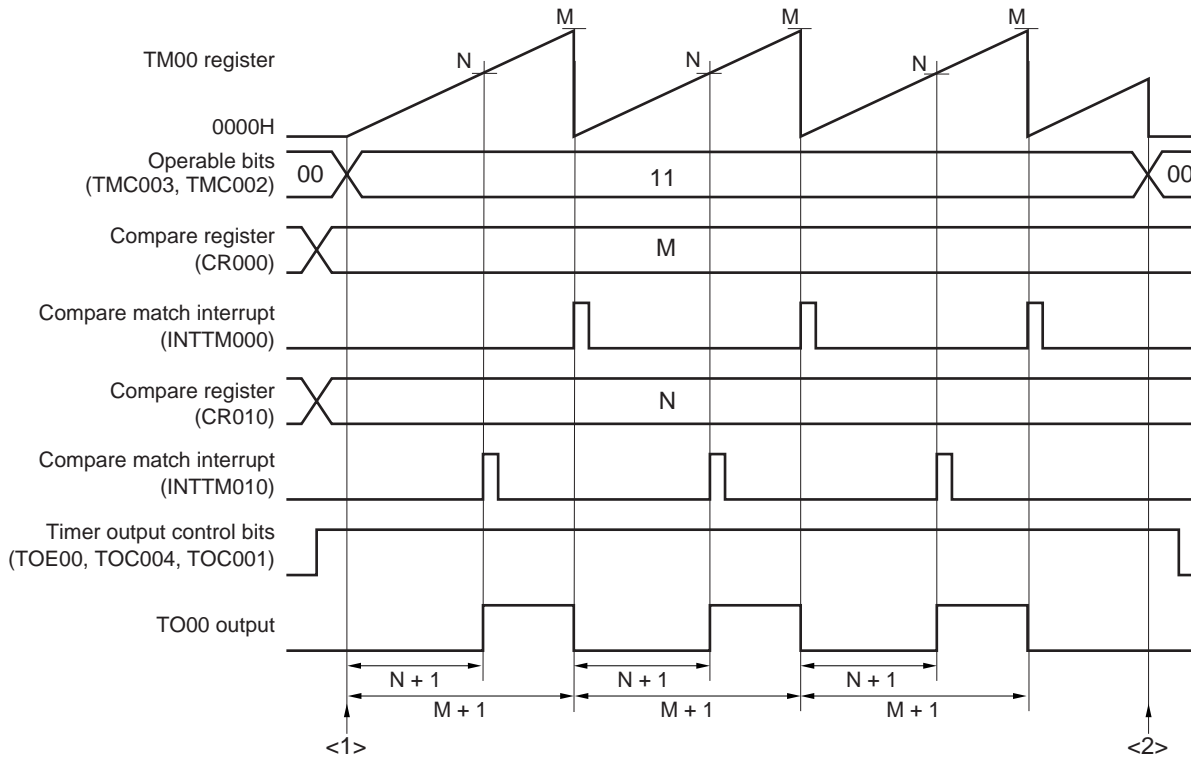 M M M
TM00 register N N N
0000H
Operable bits
(TMC003, TMC002) 00 11 00
Compare register
(CR000) M
Compare match interrupt
(INTTM000)
Compare register
(CR010) N
Compare match interrupt
(INTTM010)
Timer output control bits
(TOE00, TOC004, TOC001)
TO00 output
N + 1 N + 1 N + 1
M + 1 M + 1 M + 1
<1> <2>